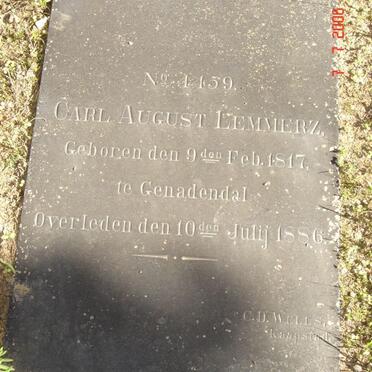 No. 1459.
CARL AUGUST LEMMERZ,
Geboren den 9den Feb. 1817.
te Genadendal
Overleden den 10den Julij 1886.
C.D. WELLS,
Kaapstad
7 7 2008